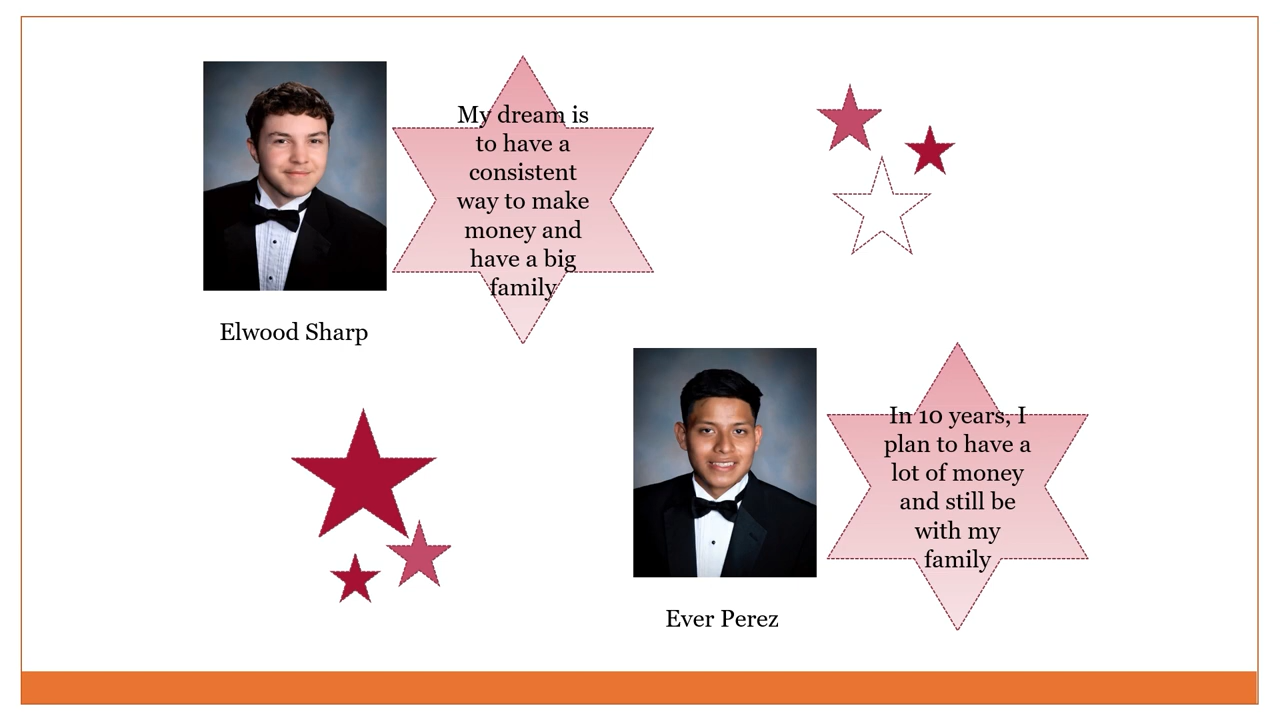 My dream is
to have a
consistent
way to make
money and
have a big
family
Elwood Sharp
In 10 years, I
plan to have a
lot of money
and still be
with my
family
Ever Perez